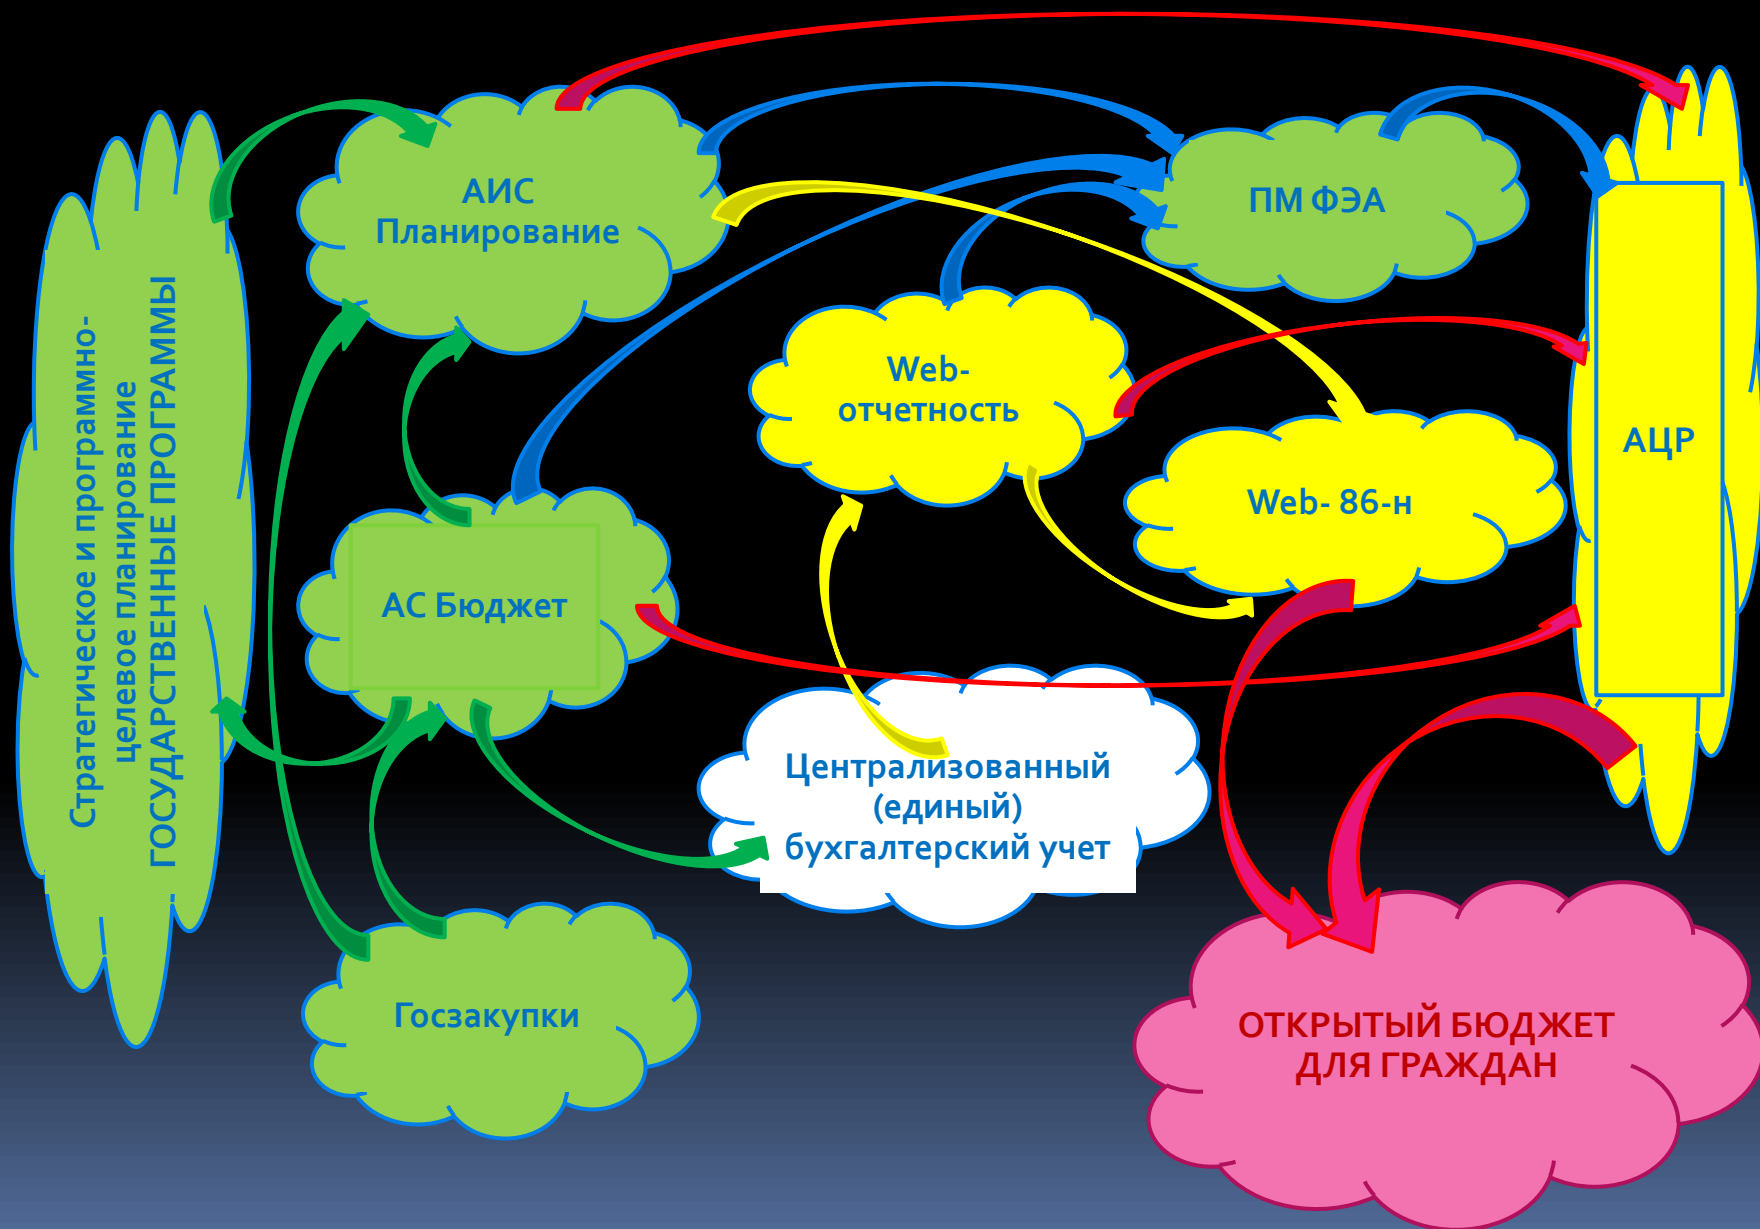 Стратегическое и программно-
целевое планирование
ГОСУДАРСТВЕННЫЕ ПРОГРАММЫ
АИС
Планирование
ПМ ФЭА
Web-
отчетность
АЦР
Web- 86-н
АС Бюджет
Централизованный
(единый)
бухгалтерский учет
Госзакупки
ОТКРЫТЫЙ БЮДЖЕТ
ДЛЯ ГРАЖДАН